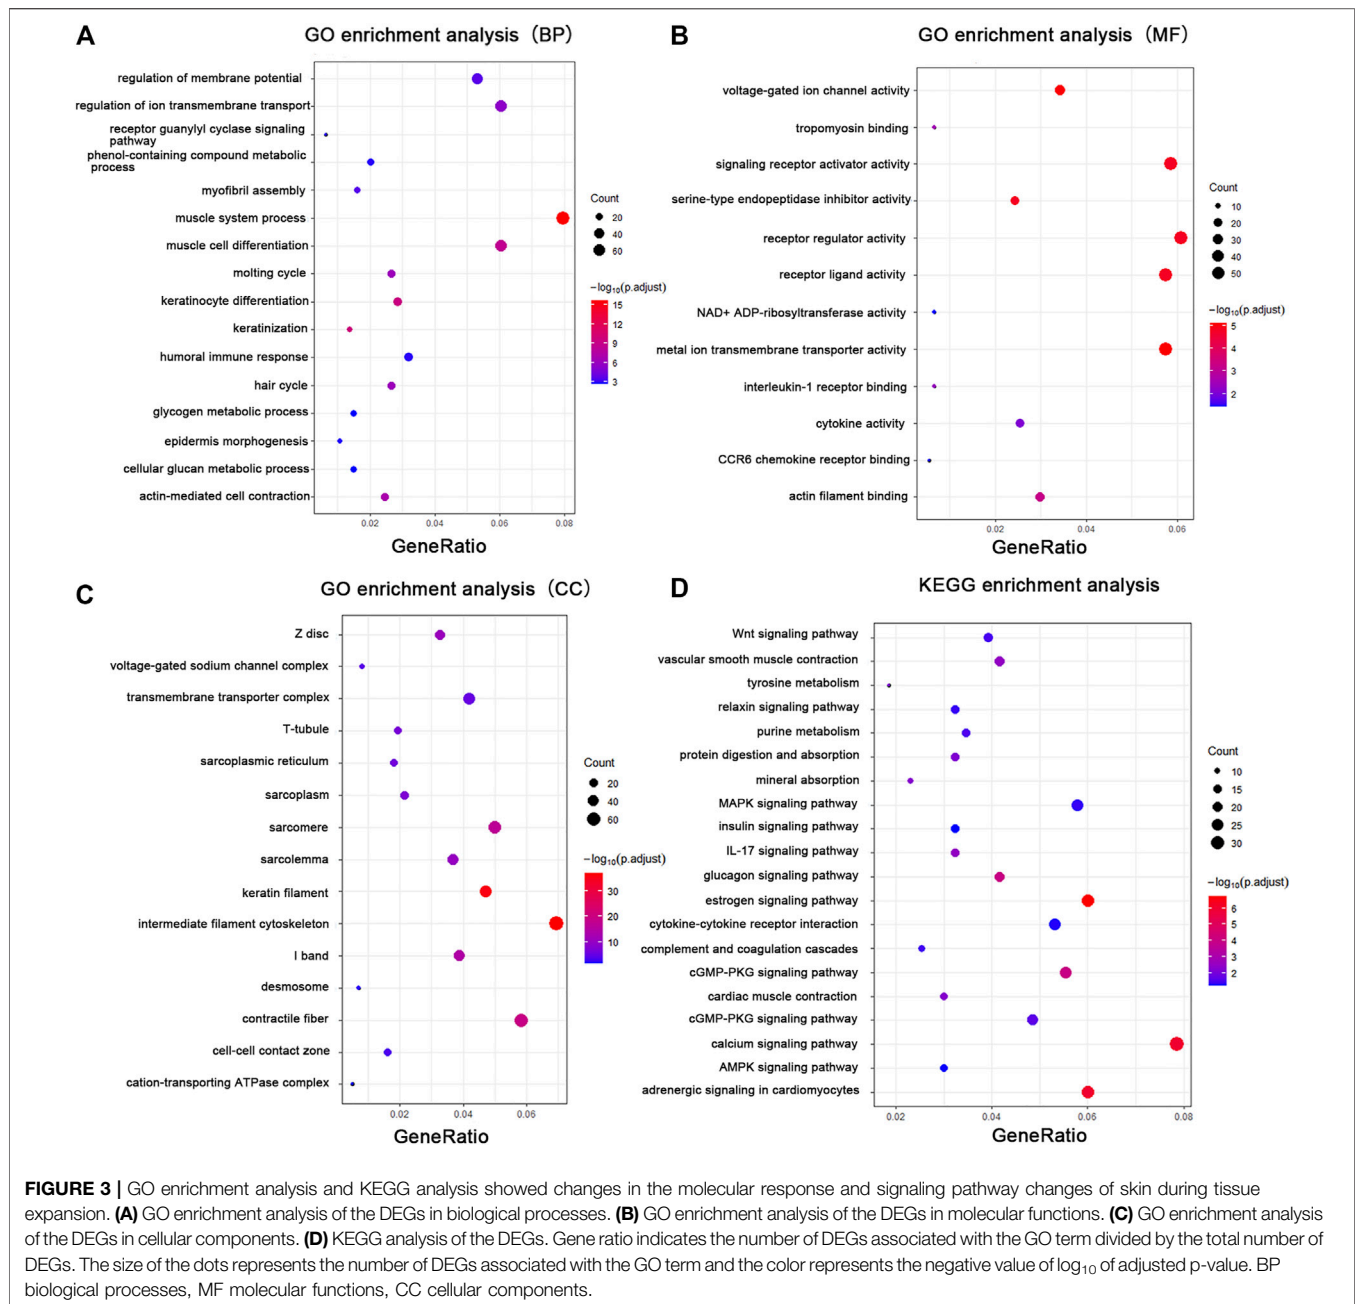 A
GO enrichment analysis（BP）
regulation of membrane potential
regulation of ion transmembrane transport
receptor guanylyl cyclase signaling
pathway
phenol-containing compound metabolic
process
myofibril assembly
muscle system process
muscle cell differentiation
molting cycle
keratinocyte differentiation
keratinization
humoral immune response
hair cycle
glycogen metabolic process
epidermis morphogenesis
cellular glucan metabolic process
actin-mediated cell contraction
0.02 0.04 0.06 0.08
GeneRatio
Count
20
40
60
−log10(p.adjust)
15
12
9
6
3
B
GO enrichment analysis（MF）
voltage-gated ion channel activity
tropomyosin binding
signaling receptor activator activity
serine-type endopeptidase inhibitor activity
receptor regulator activity
receptor ligand activity
NAD+ ADP-ribosyltransferase activity
metal ion transmembrane transporter activity
interleukin-1 receptor binding
cytokine activity
CCR6 chemokine receptor binding
actin filament binding
0.02 0.04 0.06
GeneRatio
Count
10
20
30
40
50
−log10(p.adjust)
5
4
3
2
C
GO enrichment analysis（CC）
Z disc
voltage-gated sodium channel complex
transmembrane transporter complex
T-tubule
sarcoplasmic reticulum
sarcoplasm
sarcomere
sarcolemma
keratin filament
intermediate filament cytoskeleton
I band
desmosome
contractile fiber
cell-cell contact zone
cation-transporting ATPase complex
0.02 0.04 0.06
GeneRatio
Count
20
40
60
−log10(p.adjust)
30
20
10
D
KEGG enrichment analysis
Wnt signaling pathway
vascular smooth muscle contraction
tyrosine metabolism
relaxin signaling pathway
purine metabolism
protein digestion and absorption
mineral absorption
MAPK signaling pathway
insulin signaling pathway
IL-17 signaling pathway
glucagon signaling pathway
estrogen signaling pathway
cytokine-cytokine receptor interaction
complement and coagulation cascades
cGMP-PKG signaling pathway
cardiac muscle contraction
cGMP-PKG signaling pathway
calcium signaling pathway
AMPK signaling pathway
adrenergic signaling in cardiomyocytes
0.02 0.04 0.06 0.08
GeneRatio
Count
10
15
20
25
30
−log10(p.adjust)
6
5
4
3
2
FIGURE 3 | GO enrichment analysis and KEGG analysis showed changes in the molecular response and signaling pathway changes of skin during tissue
expansion. (A) GO enrichment analysis of the DEGs in biological processes. (B) GO enrichment analysis of the DEGs in molecular functions. (C) GO enrichment analysis
of the DEGs in cellular components. (D) KEGG analysis of the DEGs. Gene ratio indicates the number of DEGs associated with the GO term divided by the total number of
DEGs. The size of the dots represents the number of DEGs associated with the GO term and the color represents the negative value of log10 of adjusted p-value. BP
biological processes, MF molecular functions, CC cellular components.